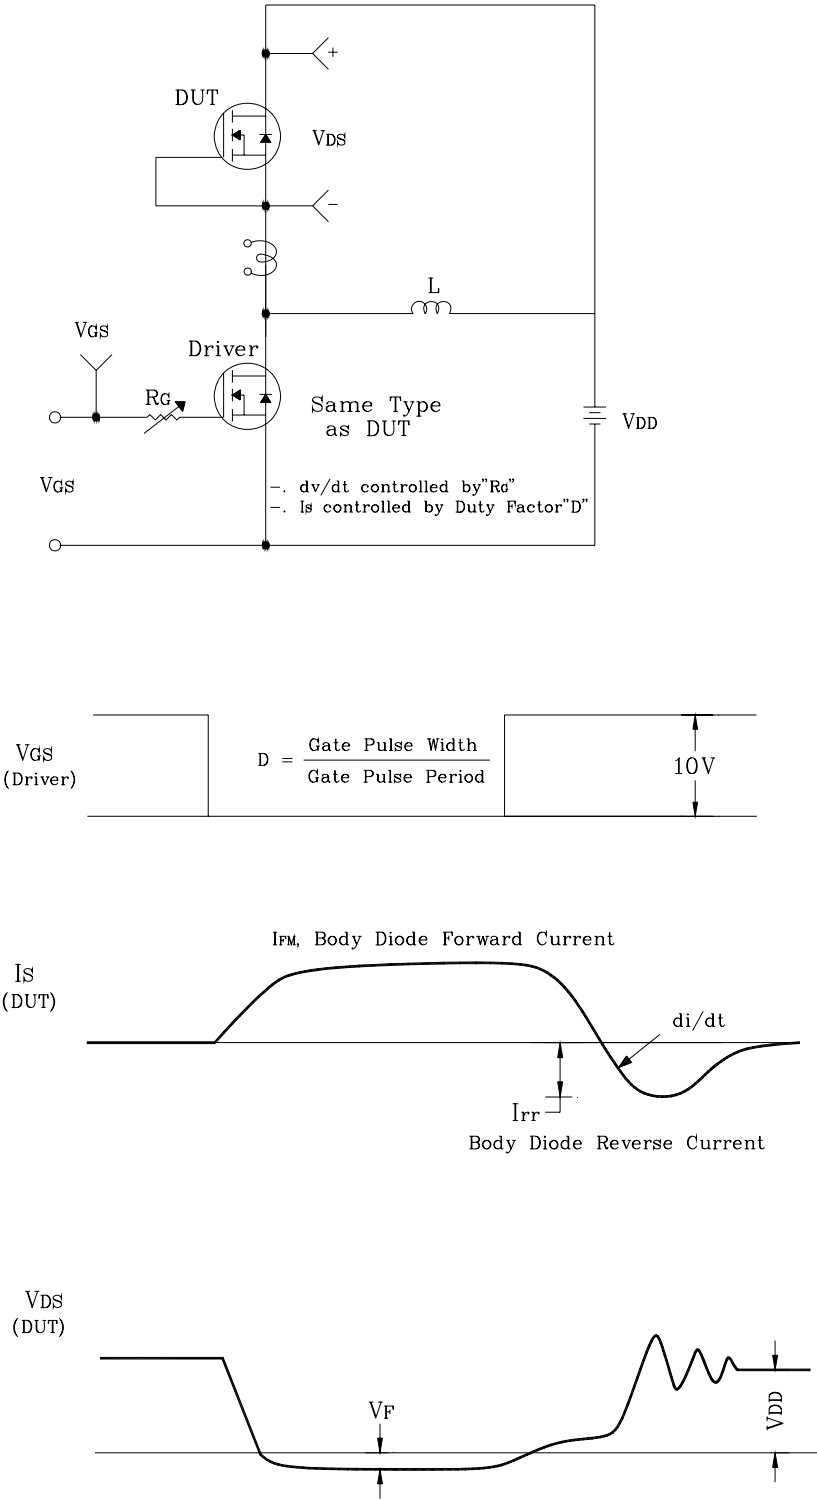 +
DUT
VDS
-
L
VGS
Driver
RG
Same Type
as DUT
VDD
VGS
-. dv/dt controlled by"RG"
-. Is controlled by Duty Factor"D"
VGS
(Driver)
D = Gate Pulse Width
Gate Pulse Period
10V
IFM, Body Diode Forward Current
IS
(DUT)
di/dt
Irr
Body Diode Reverse Current
VDS
(DUT)
VF
VDD